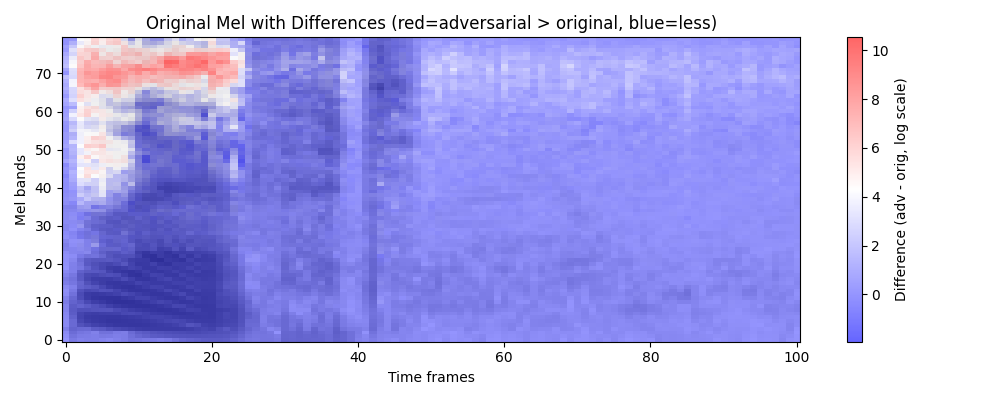 Original Mel with Differences (red=adversarial > original, blue=less)
Mel bands
70
60
50
40
30
20
10
0
0 20 40 60 80 100
Time frames
10
8
6
4
2
0
Difference (adv - orig, log scale)